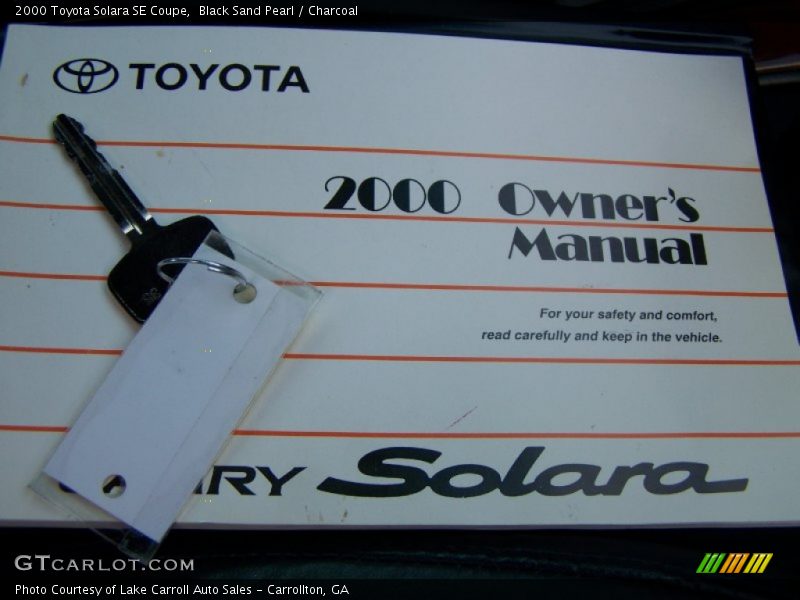 2000 Toyota Solara SE Coupe,  Black Sand Pearl / Charcoal
TOYOTA
2000 Owner's
Manual
For your safety and comfort,
read carefully and keep in the vehicle.
Solara
GTCARLOT.COM
Photo Courtesy of Lake Carroll Auto Sales - Carrollton, GA